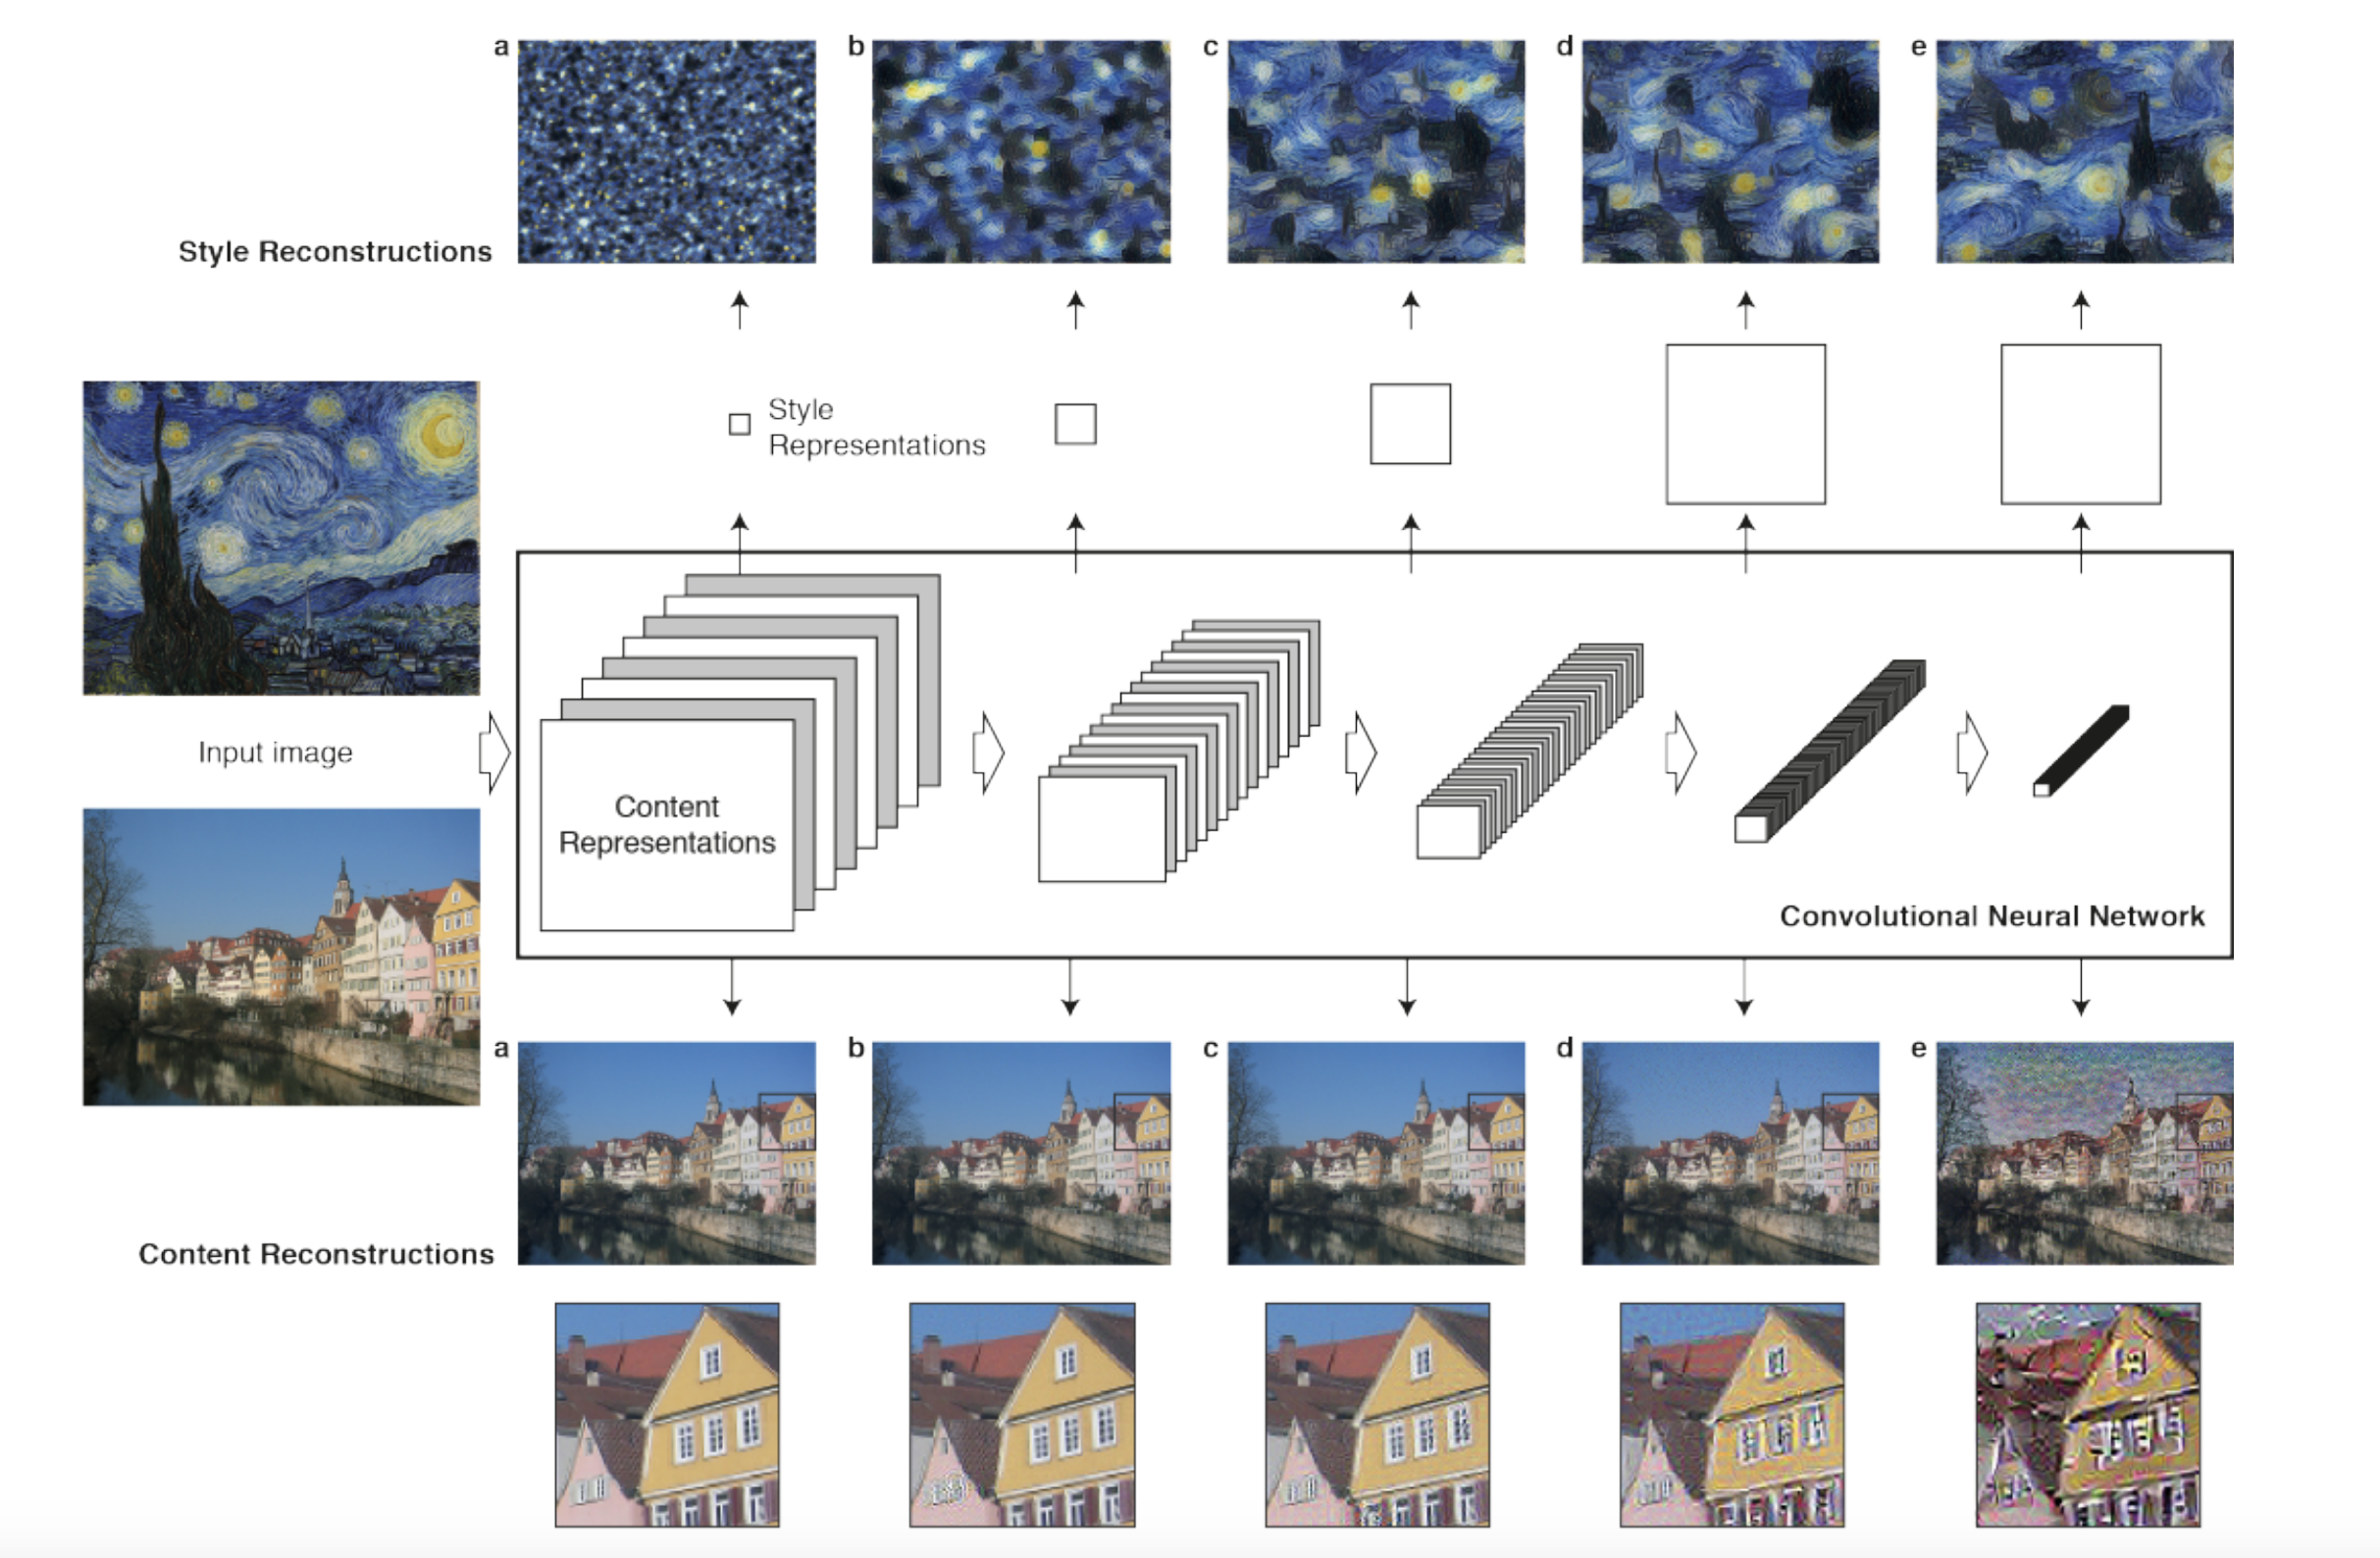 a
b
c
d
e
Style Reconstructions
Style
Representations
Input image
Content
Representations
Convolutional Neural Network
a
b
c
d
e
Content Reconstructions